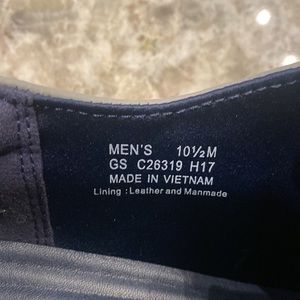 MEN'S 10½M
GS C26319 H17
MADE IN VIETNAM
Lining : Leather and Manmade